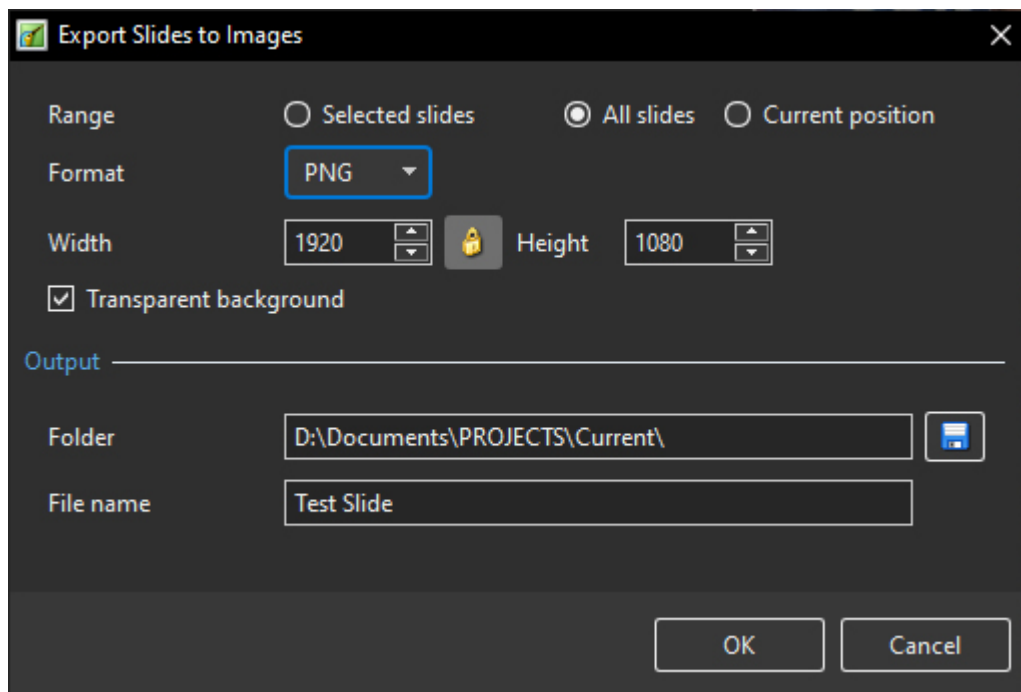 Export Slides to Images
Range Selected slides All slides Current position
Format PNG
Width 1920 Height 1080
Transparent background
Output
Folder D:\Documents\PROJECTS\Current\
File name Test Slide
OK Cancel